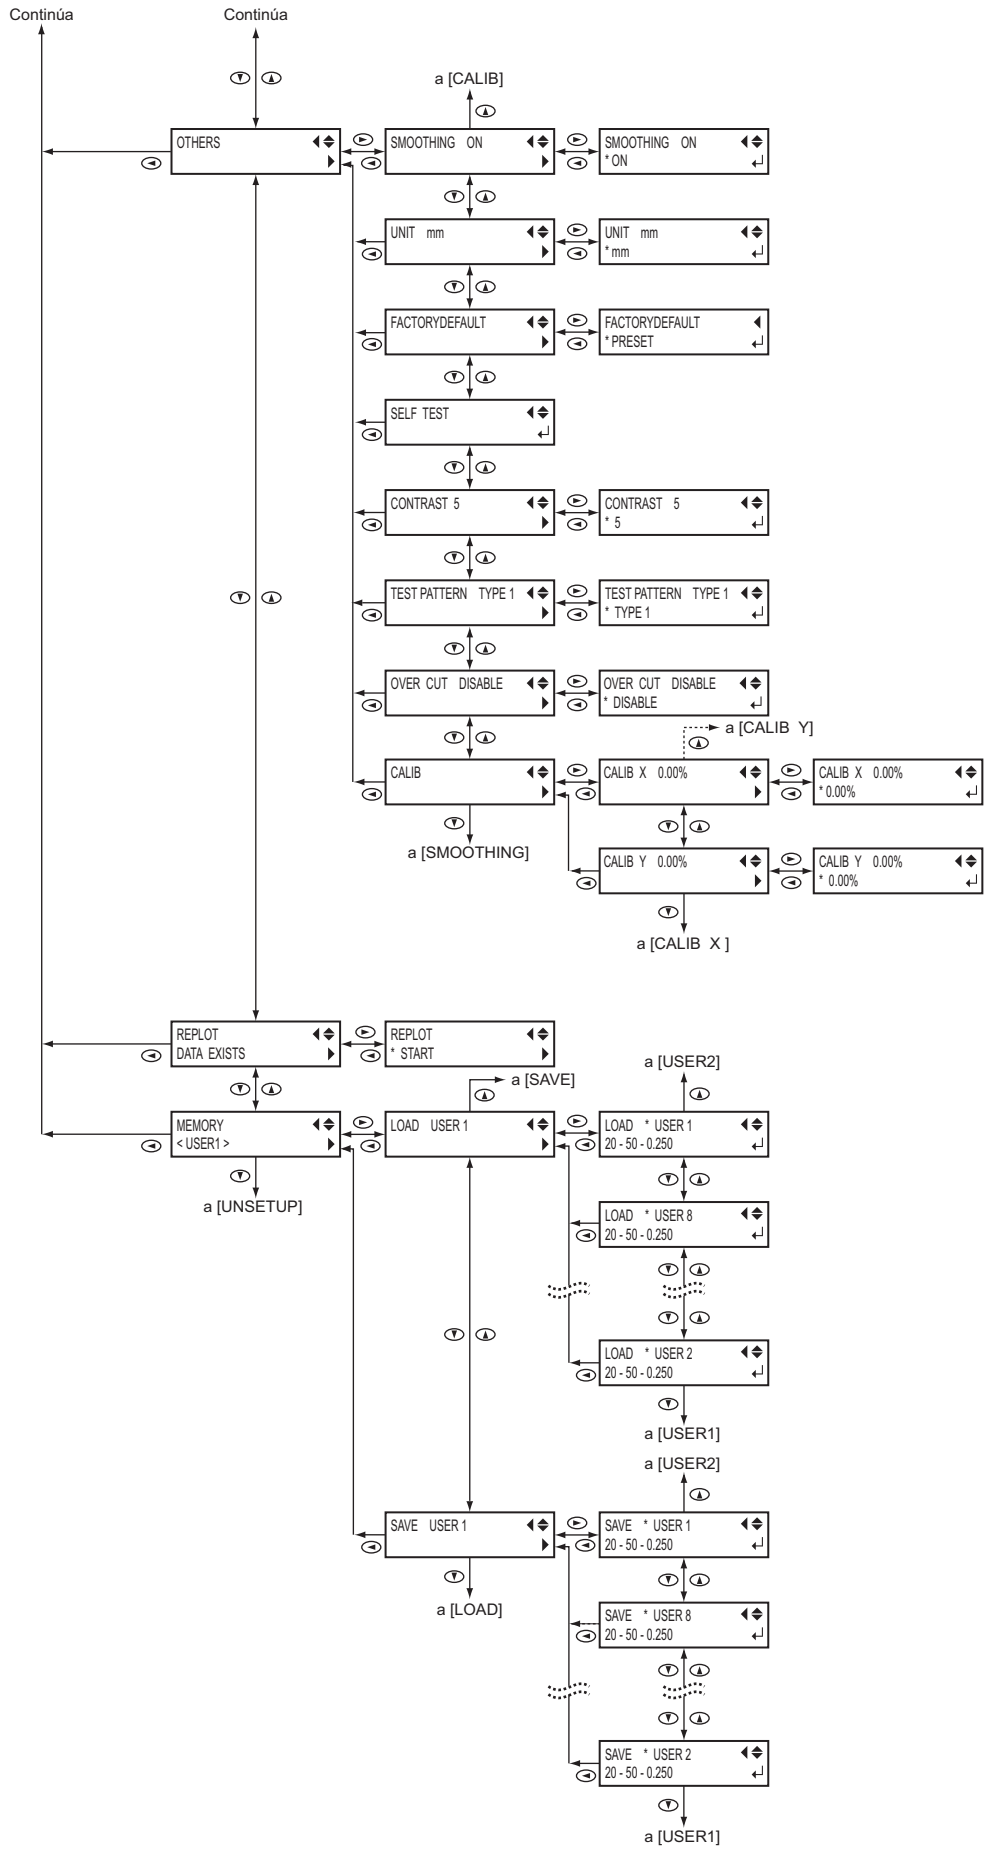 Continúa
Continúa
a [CALIB]
OTHERS
SMOOTHING ON
SMOOTHING ON
* ON
UNIT mm
UNIT mm
* mm
FACTORYDEFAULT
FACTORYDEFAULT
* PRESET
SELF TEST
CONTRAST 5
CONTRAST 5
* 5
TEST PATTERN TYPE 1
TEST PATTERN TYPE 1
* TYPE 1
OVER CUT DISABLE
OVER CUT DISABLE
* DISABLE
a [CALIB Y]
CALIB
CALIB X 0.00%
CALIB X 0.00%
* 0.00%
a [SMOOTHING]
CALIB Y 0.00%
CALIB Y 0.00%
* 0.00%
a [CALIB X ]
REPLOT
DATA EXISTS
REPLOT
* START
a [USER2]
a [SAVE]
MEMORY
< USER1 >
LOAD USER 1
LOAD * USER 1
20 - 50 - 0.250
a [UNSETUP]
LOAD * USER 8
20 - 50 - 0.250
LOAD * USER 2
20 - 50 - 0.250
a [USER1]
a [USER2]
SAVE USER 1
SAVE * USER 1
20 - 50 - 0.250
a [LOAD]
SAVE * USER 8
20 - 50 - 0.250
SAVE * USER 2
20 - 50 - 0.250
a [USER1]